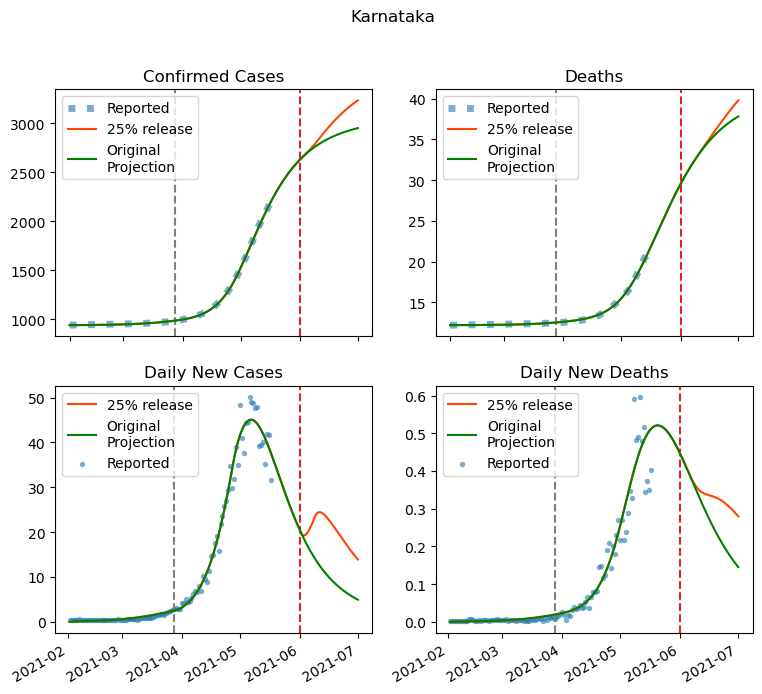 Karnataka
Confirmed Cases
Reported
25% release
Original
Projection
3000
2500
2000
1500
1000
Deaths
Reported
25% release
Original
Projection
40
35
30
25
20
15
Daily New Cases
25% release
Original
Projection
Reported
50
40
30
20
10
0
2021-02
2021-03
2021-04
2021-05
2021-06
2021-07
Daily New Deaths
25% release
Original
Projection
Reported
0.6
0.5
0.4
0.3
0.2
0.1
0.0
2021-02
2021-03
2021-04
2021-05
2021-06
2021-07